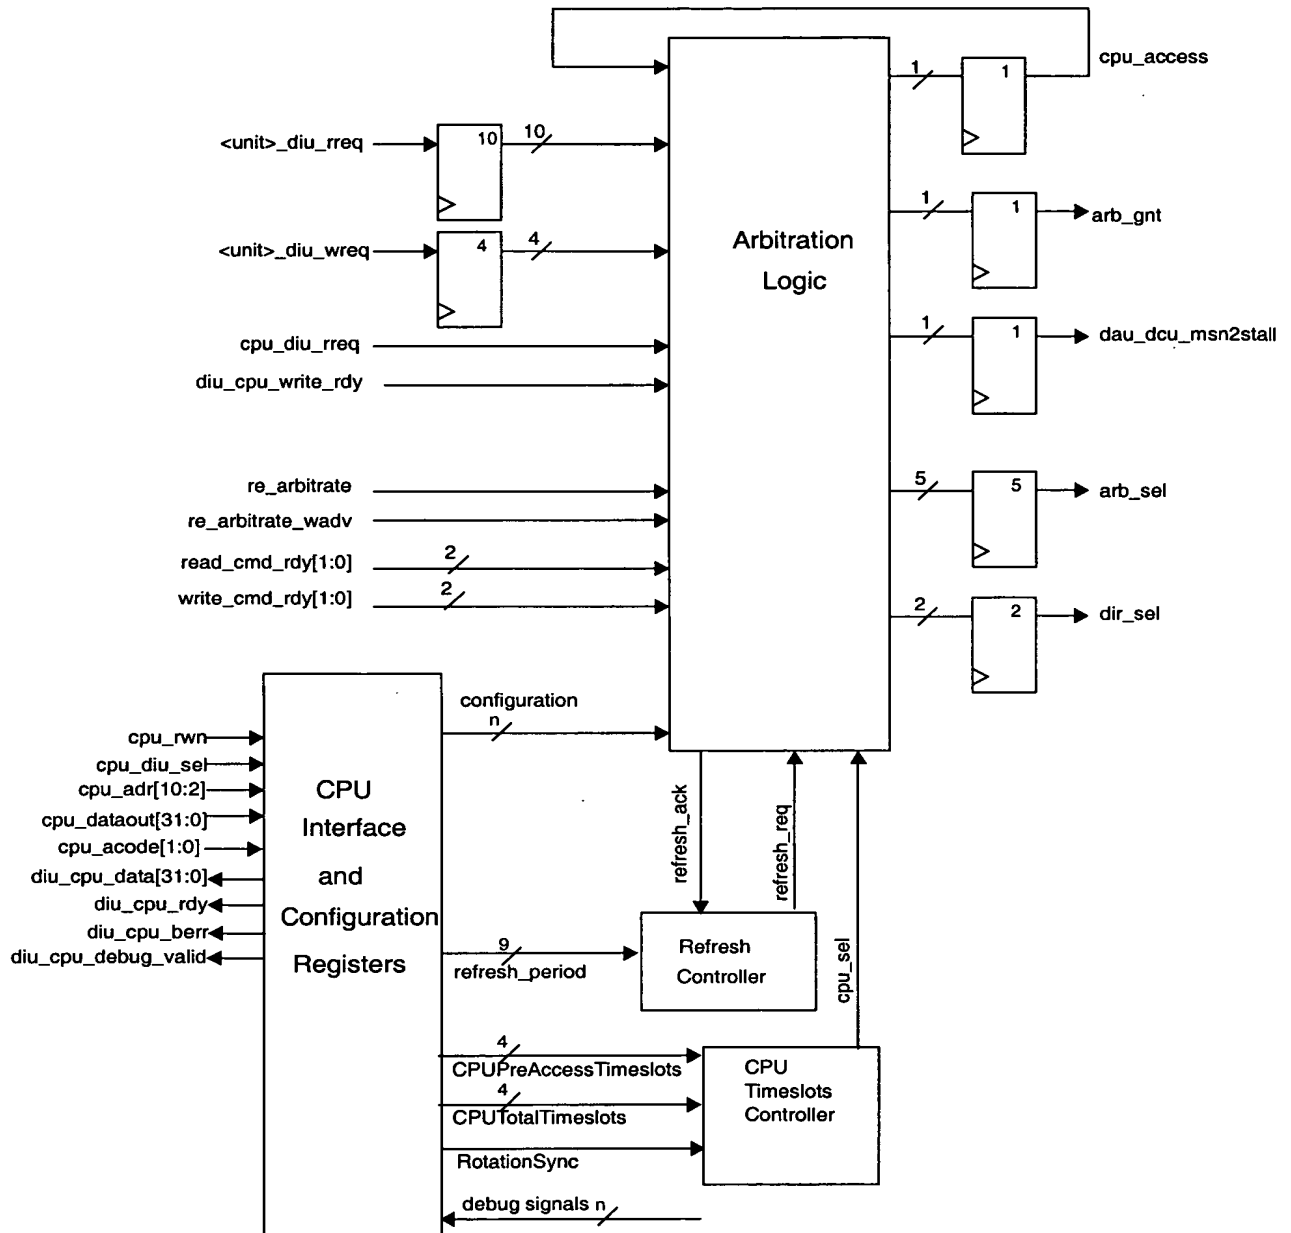 cpu_access
1
1
<unit>_diu_rreq
10
10
1
1
arb_gnt
<unit>_diu_wreq
4
4
Arbitration
Logic
1
1
dau_dcu_msn2stall
cpu_diu_rreq
diu_cpu_write_rdy
re_arbitrate
5
5
arb_sel
re_arbitrate_wadv
read_cmd_rdy[1:0]
2
write_cmd_rdy[1:0]
2
2
2
dir_sel
configuration
n
cpu_rwn
cpu_diu_sel
cpu_adr[10:2]
cpu_dataout[31:0]
cpu_acode[1:0]
diu_cpu_data[31:0]
diu_cpu_rdy
diu_cpu_berr
diu_cpu_debug_valid
CPU
Interface
and
Configuration
Registers
refresh_ack
refresh_req
cpu_sel
9
refresh_period
Refresh
Controller
4
CPUPreAccessTimeslots
4
CPUTotalTimeslots
RotationSync
CPU
Timeslots
Controller
debug signals n